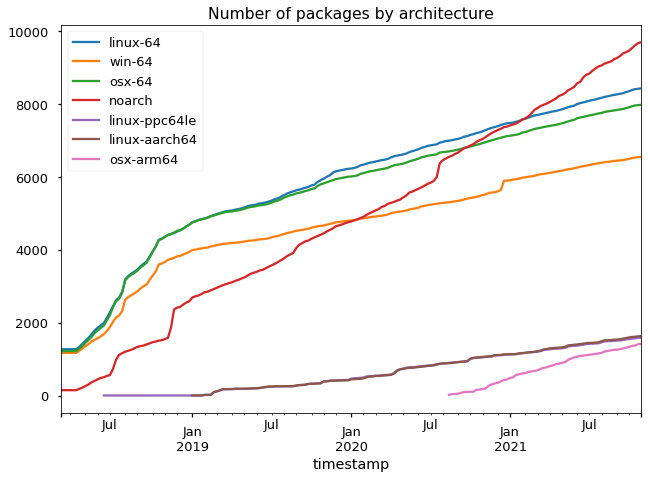 Number of packages by architecture
10000
8000
6000
4000
2000
0
linux-64
win-64
osx-64
noarch
linux-ppc64le
linux-aarch64
osx-arm64
Jul
Jan
2019
Jul
Jan
2020
Jul
Jan
2021
Jul
timestamp